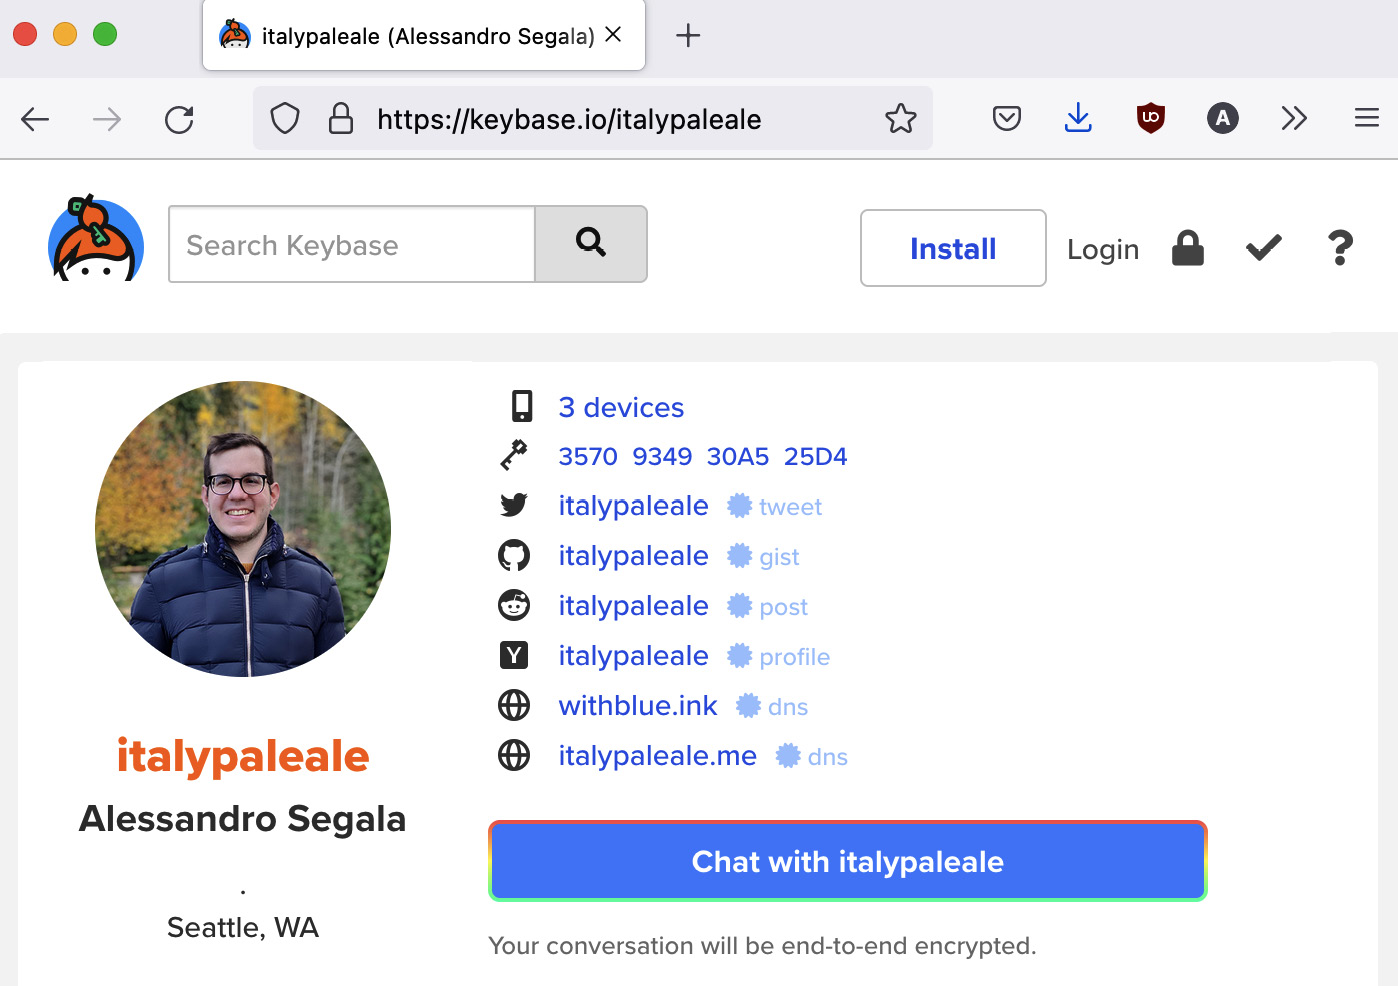 italypaleale (Alessandro Segala)
https://keybase.io/italypaleale
uo
A
Search Keybase
Install
Login
3 devices
3570 9349 30A5 25D4
italypaleale tweet
italypaleale gist
italypaleale post
Y italypaleale profile
withblue.ink dns
italypaleale.me dns
italypaleale
Alessandro Segala
.
Seattle, WA
Chat with italypaleale
Your conversation will be end-to-end encrypted.